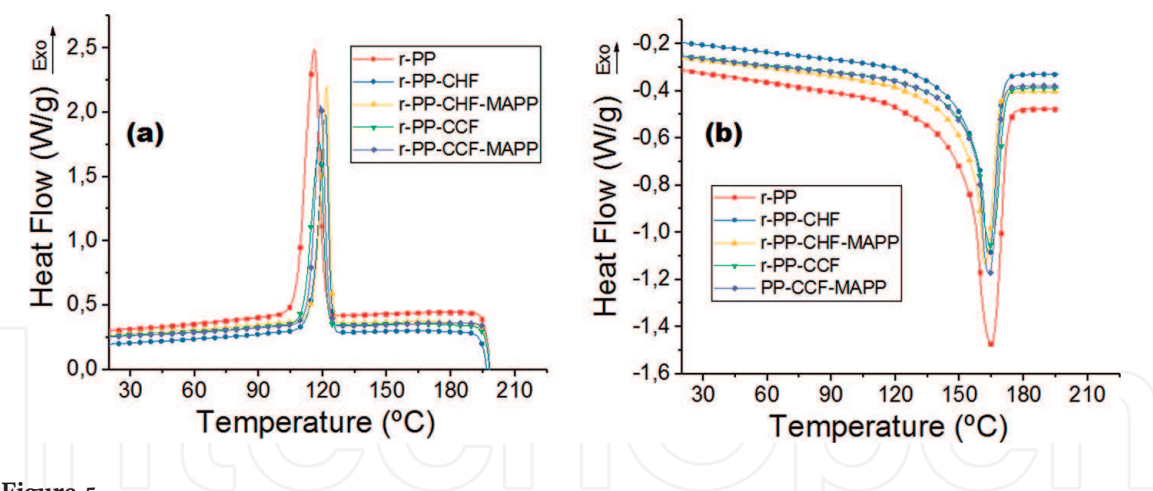 Exo
2,5
2,0
1,5
1,0
0,5
0,0
Heat Flow (W/g)
(a)
r-PP
r-PP-CHF
r-PP-CHF-MAPP
r-PP-CCF
r-PP-CCF-MAPP
30 60 90 120 150 180 210
Temperature (ºC)
Exo
-0,2
-0,4
-0,6
-0,8
-1,0
-1,2
-1,4
-1,6
Heat Flow (W/g)
(b)
r-PP
r-PP-CHF
r-PP-CHF-MAPP
r-PP-CCF
PP-CCF-MAPP
30 60 90 120 150 180 210
Temperature (ºC)
IntechOpen
Figure 5